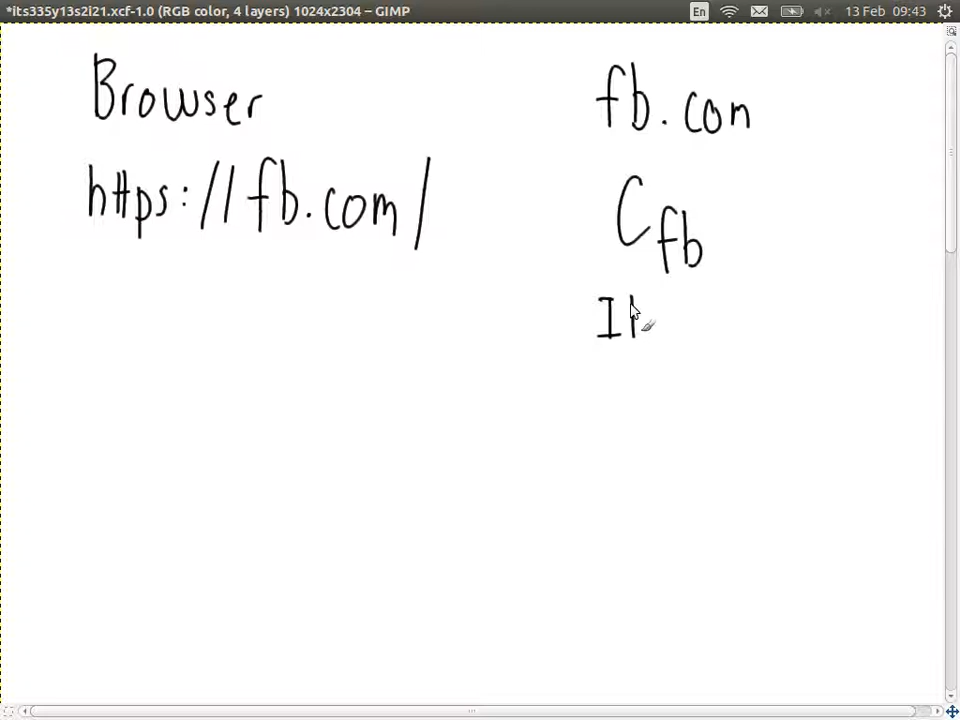 *its335y13s2i21.xcf-1.0 (RGB color, 4 layers) 1024x2304 – GIMP
En
13 Feb 09:43
Browser
https://fb.com/
fb.con
Cfb